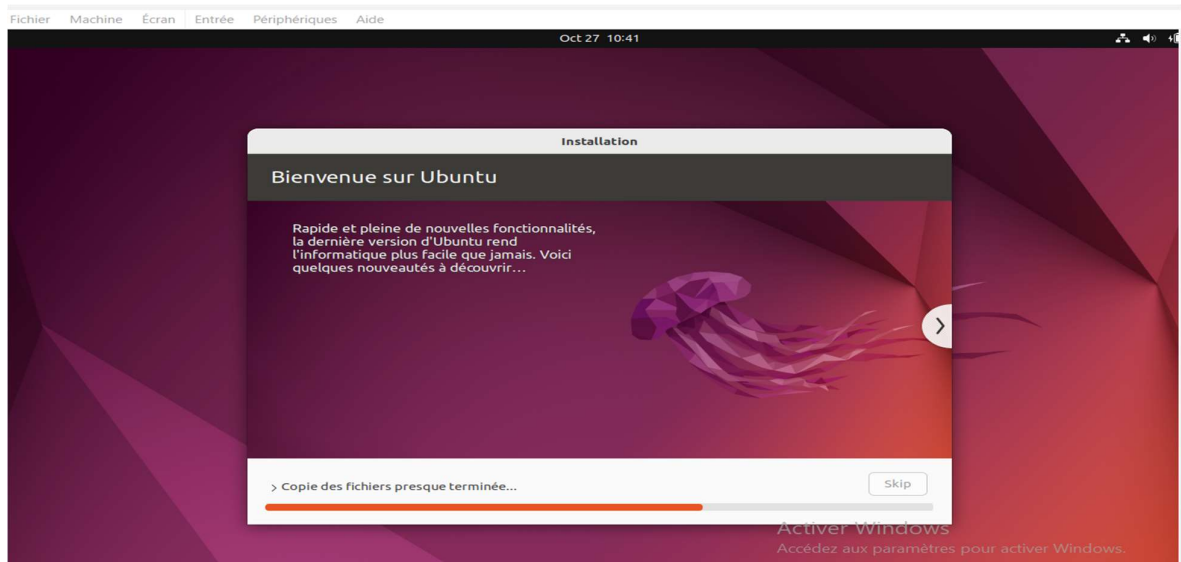 Fichier Machine Écran Entrée Périphériques Aide
Oct 27 10:41
Installation
Bienvenue sur Ubuntu
Rapide et pleine de nouvelles fonctionnalités,
la dernière version d'Ubuntu rend
l'informatique plus facile que jamais. Voici
quelques nouveautés à découvrir…
> Copie des fichiers presque terminée...
Skip
Activer Windows
Accédez aux paramètres pour activer Windows.